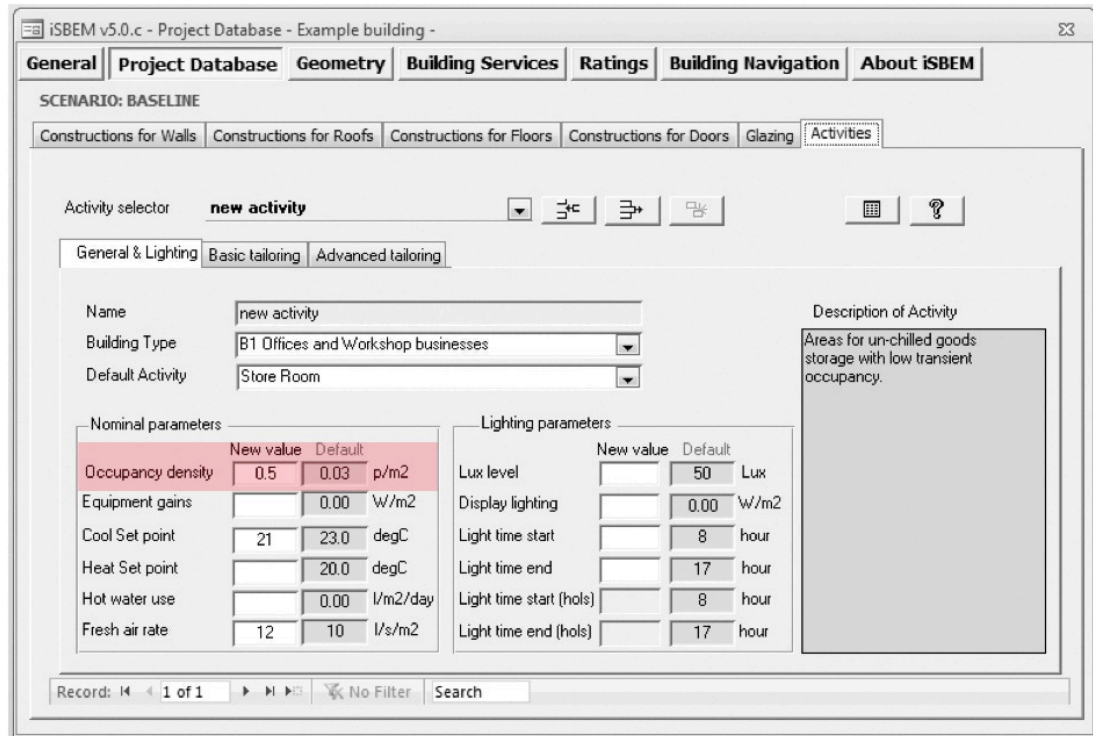 iSBEM v5.0.c - Project Database - Example building -
General Project Database Geometry Building Services Ratings Building Navigation About iSBEM
SCENARIO: BASELINE
Constructions for Walls Constructions for Roofs Constructions for Floors Constructions for Doors Glazing Activities
Activity selector new activity
General & Lighting Basic tailoring Advanced tailoring
Name new activity
Building Type B1 Offices and Workshop businesses
Default Activity Store Room
Description of Activity
Areas for un-chilled goods
storage with low transient
occupancy.
Nominal parameters
New value Default
Occupancy density 0.5 0.03 p/m2
Equipment gains 0.00 W/m2
Cool Set point 21 23.0 degC
Heat Set point 20.0 degC
Hot water use 0.00 l/m2/day
Fresh air rate 12 10 l/s/m2
Lighting parameters
New value Default
Lux level 50 Lux
Display lighting 0.00 W/m2
Light time start 8 hour
Light time end 17 hour
Light time start (hols) 8 hour
Light time end (hols) 17 hour
Record: 1 of 1 No Filter Search